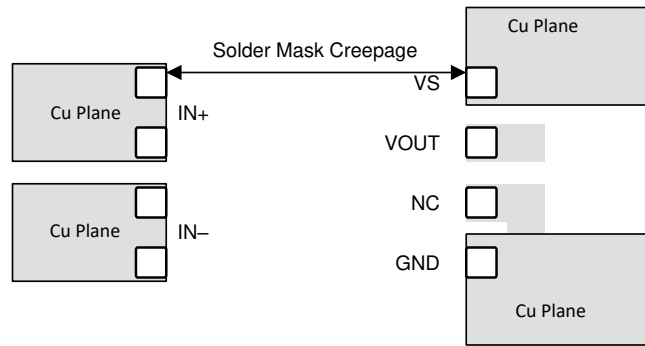 Cu Plane
Solder Mask Creepage
VS
Cu Plane
IN+
VOUT
NC
Cu Plane
IN–
GND
Cu Plane